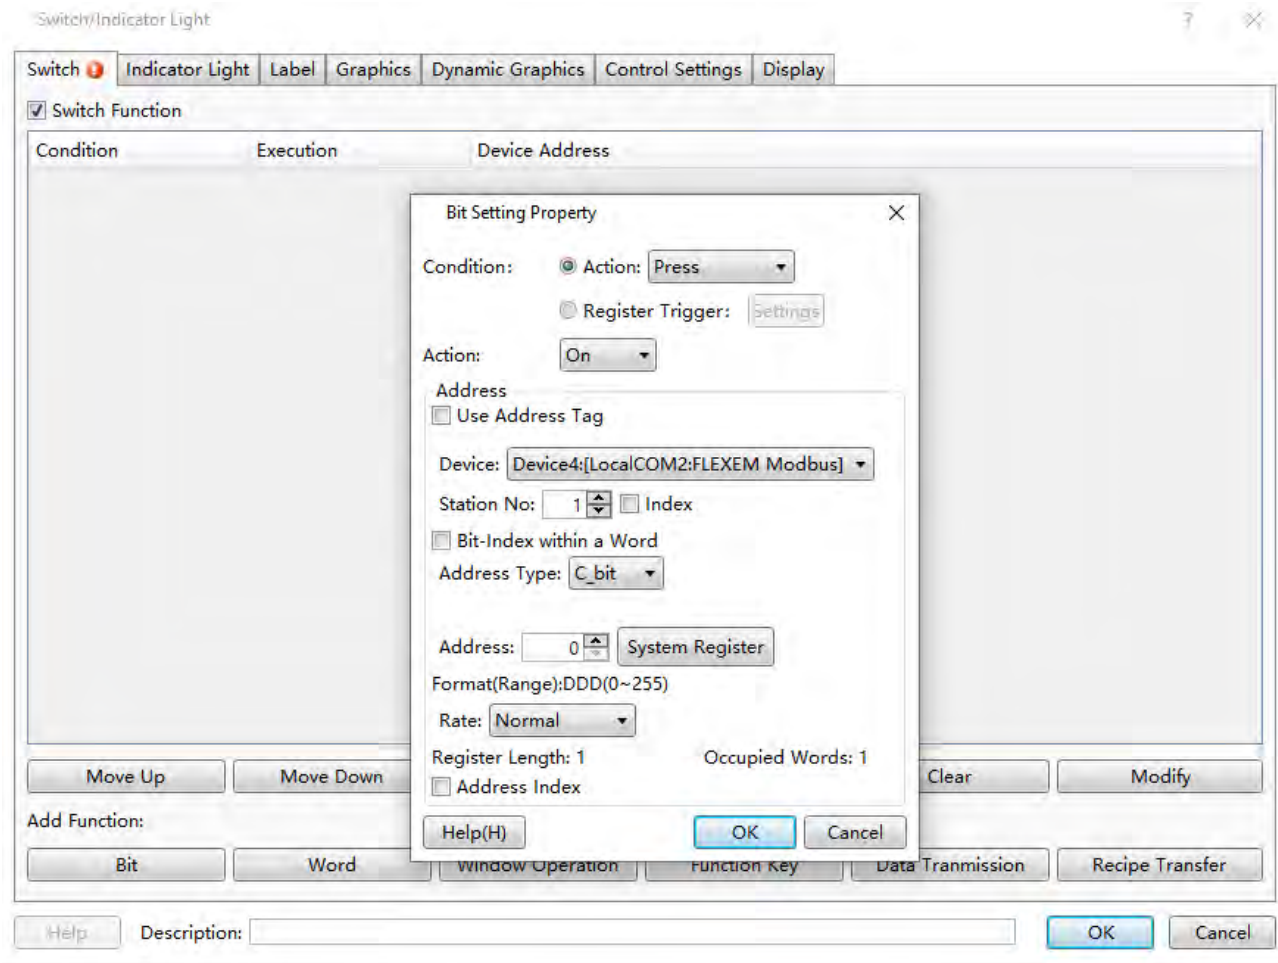 Switch/Indicator Light
Switch Indicator Light Label Graphics Dynamic Graphics Control Settings Display
Switch Function
Condition Execution Device Address
Bit Setting Property
Condition: Action: Press
Register Trigger: Settings
Action: On
Address
Use Address Tag
Device: Device4:[LocalCOM2:FLEXEM Modbus]
Station No: 1 Index
Bit-Index within a Word
Address Type: C_bit
Address: 0 System Register
Format(Range):DDD(0~255)
Rate: Normal
Register Length: 1 Occupied Words: 1
Address Index
Help(H) OK Cancel
Move Up Move Down Clear Modify
Add Function:
Bit Word Window Operation Function Key Data Tranmission Recipe Transfer
Help Description: OK Cancel